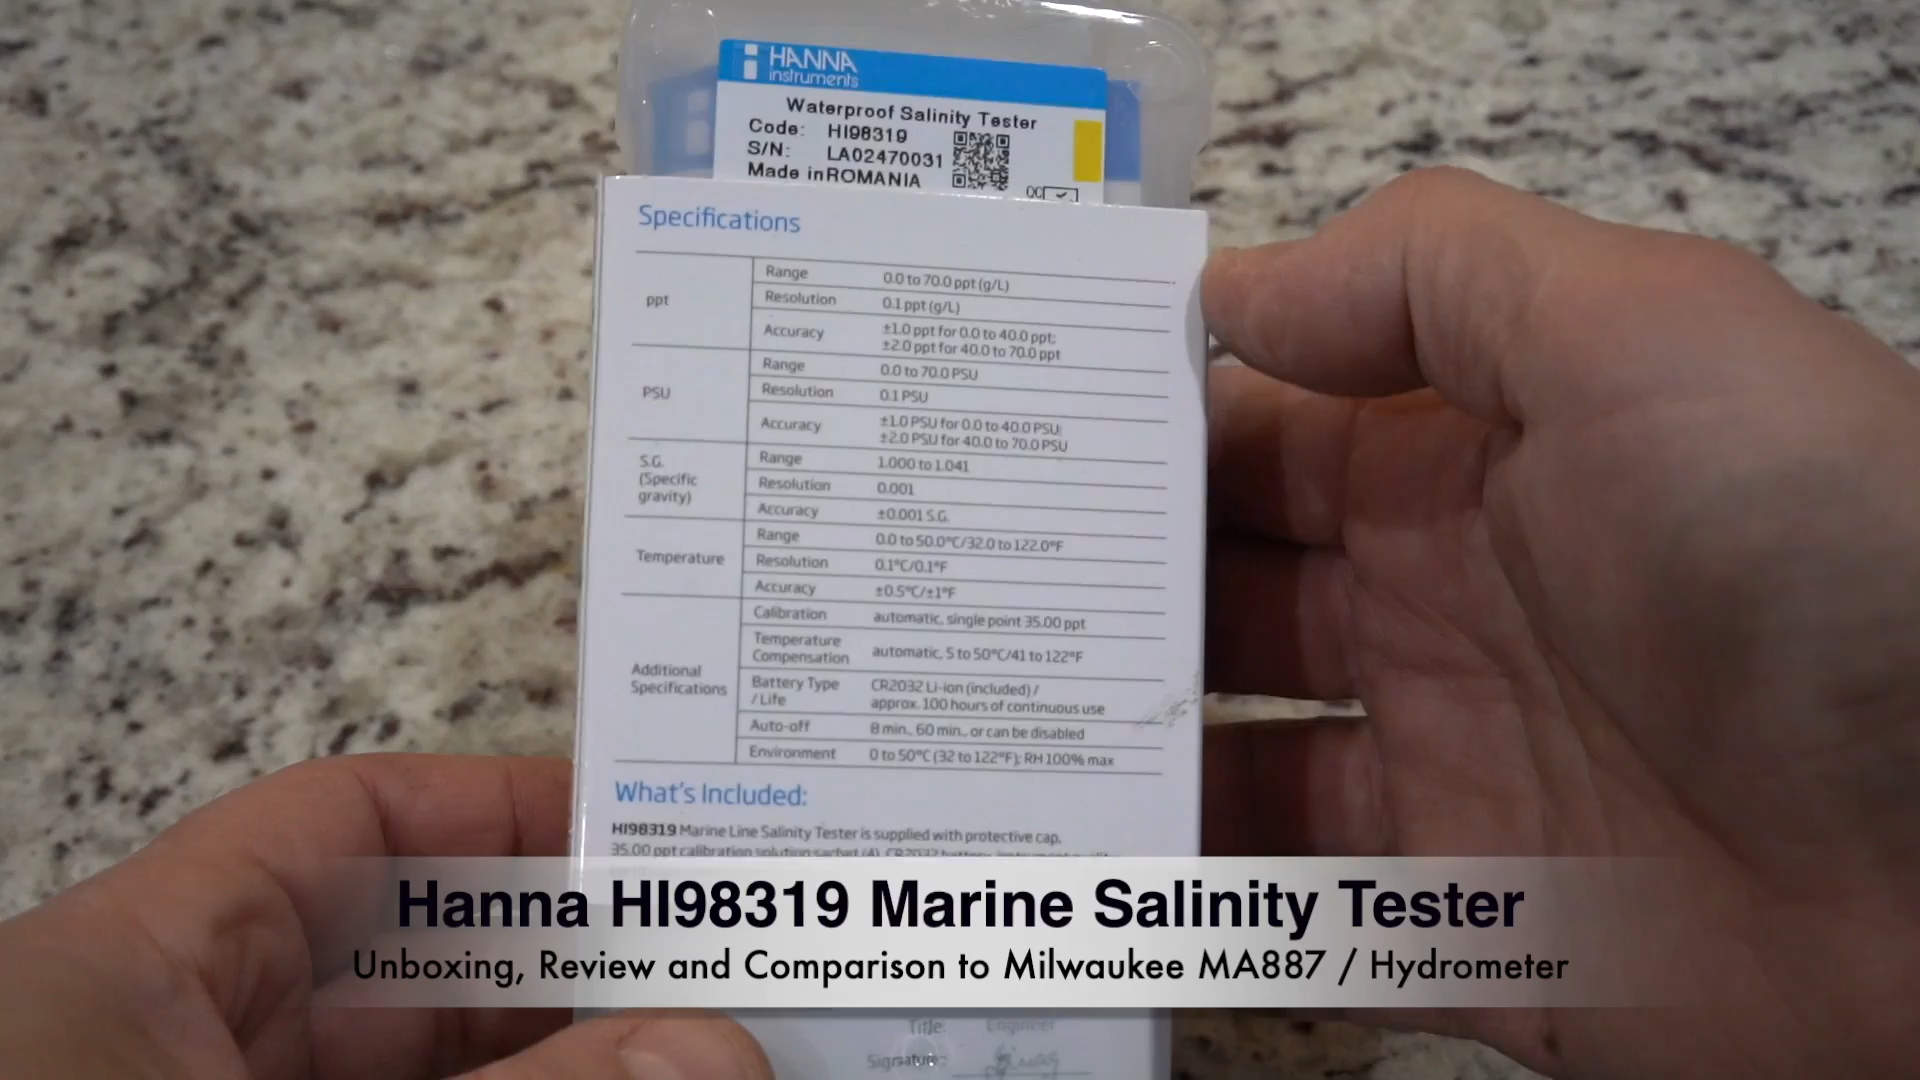 HANNA
instruments
Waterproof Salinity Tester
Code: HI98319
S/N: LA02470031
Made in ROMANIA
Specifications
ppt
Range 0.0 to 70.0 ppt (g/L)
Resolution 0.1 ppt (g/L)
Accuracy ±1.0 ppt for 0.0 to 40.0 ppt;
±2.0 ppt for 40.0 to 70.0 ppt
PSU
Range 0.0 to 70.0 PSU
Resolution 0.1 PSU
Accuracy ±1.0 PSU for 0.0 to 40.0 PSU;
±2.0 PSU for 40.0 to 70.0 PSU
S.G.
(Specific
gravity)
Range 1.000 to 1.041
Resolution 0.001
Accuracy ±0.001 S.G.
Temperature
Range 0.0 to 50.0°C/32.0 to 122.0°F
Resolution 0.1°C/0.1°F
Accuracy ±0.5°C/±1°F
Additional
Specifications
Calibration automatic, single point 35.00 ppt
Temperature
Compensation automatic, 5 to 50°C/41 to 122°F
Battery Type
/ Life CR2032 Li-ion (included) /
approx. 100 hours of continuous use
Auto-off 8 min., 60 min., or can be disabled
Environment 0 to 50°C (32 to 122°F); RH 100% max
What's Included:
HI98319 Marine Line Salinity Tester is supplied with protective cap,
35.00 ppt calibration solution sachet (4), CR2032 battery,
Hanna HI98319 Marine Salinity Tester
Unboxing, Review and Comparison to Milwaukee MA887 / Hydrometer
Title: Engineer
Signature: